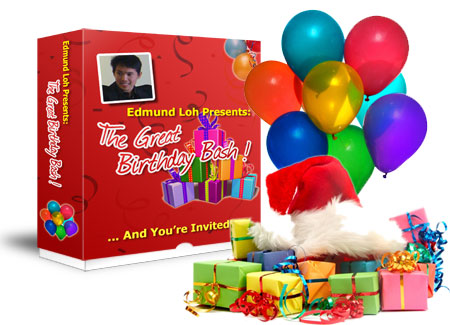 Edmund Loh Presents:
The Great Birthday Bash !
Edmund Loh Presents:
The Great
Birthday Bash !
... And You're Invited